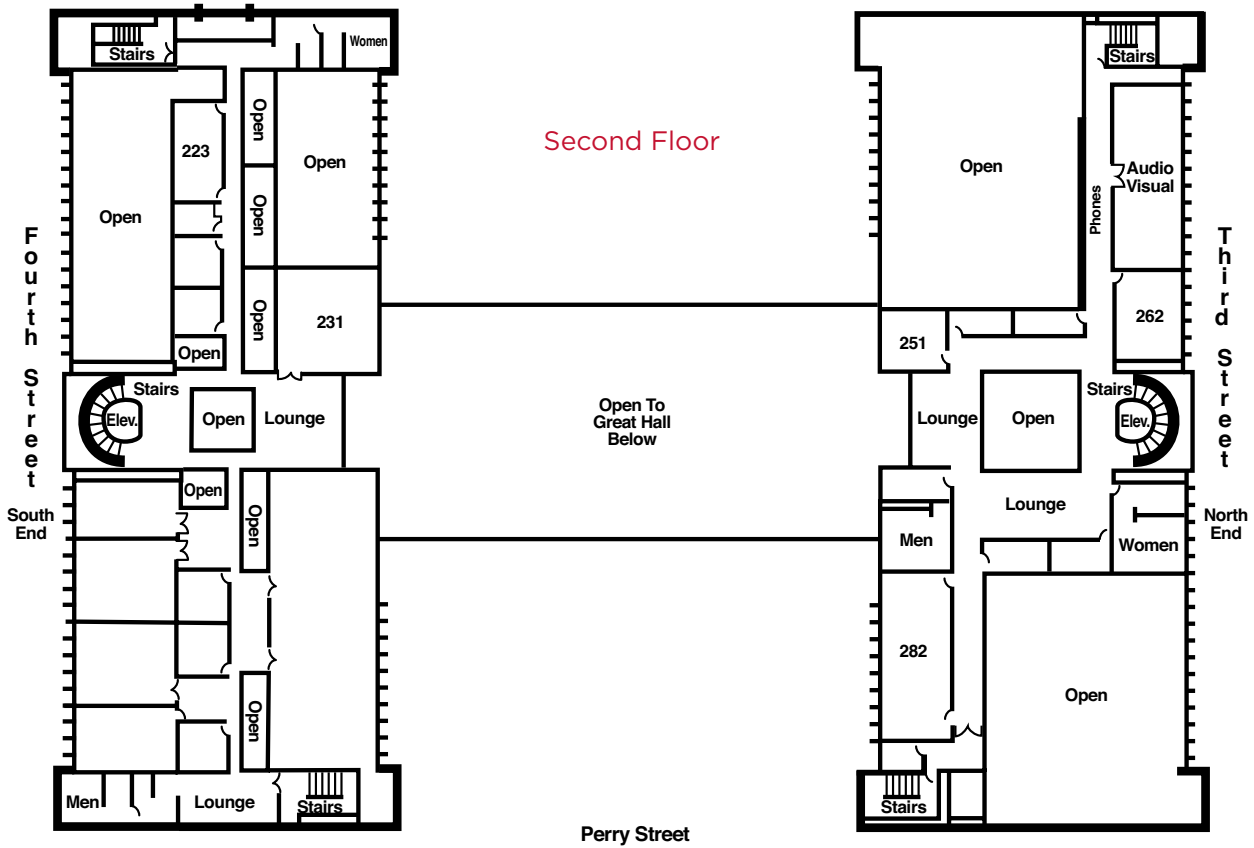 Second Floor
Stairs
Women
Open
223
Open
Open
Open
Open
Open
231
Open
Stairs
Elev.
Open
Lounge
Open
Open
Open
Men
Lounge
Stairs
Fourth Street
South
End
Open To
Great Hall
Below
Perry Street
Stairs
Open
Phones
Audio
Visual
262
251
Lounge
Open
Stairs
Elev.
Lounge
Men
Women
282
Open
Stairs
Third Street
North
End